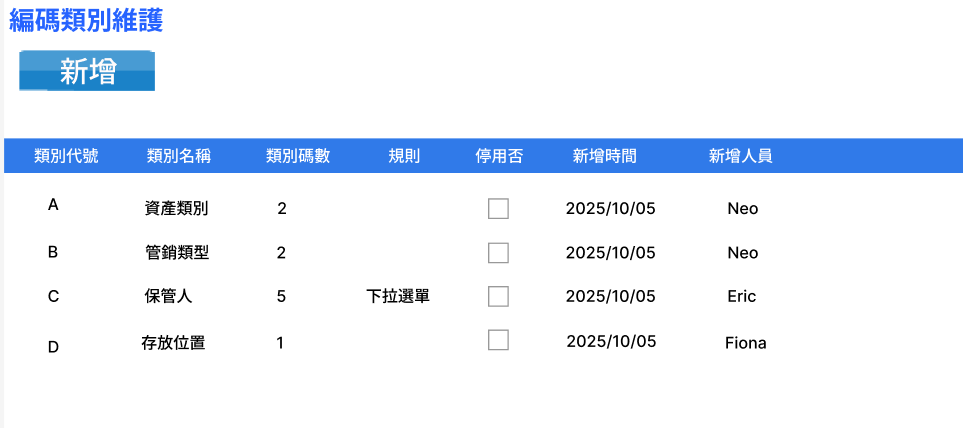 編碼類別維護
新增
類別代號 類別名稱 類別碼數 規則 停用否 新增時間 新增人員
A 資產類別 2 2025/10/05 Neo
B 管銷類型 2 2025/10/05 Neo
C 保管人 5 下拉選單 2025/10/05 Eric
D 存放位置 1 2025/10/05 Fiona